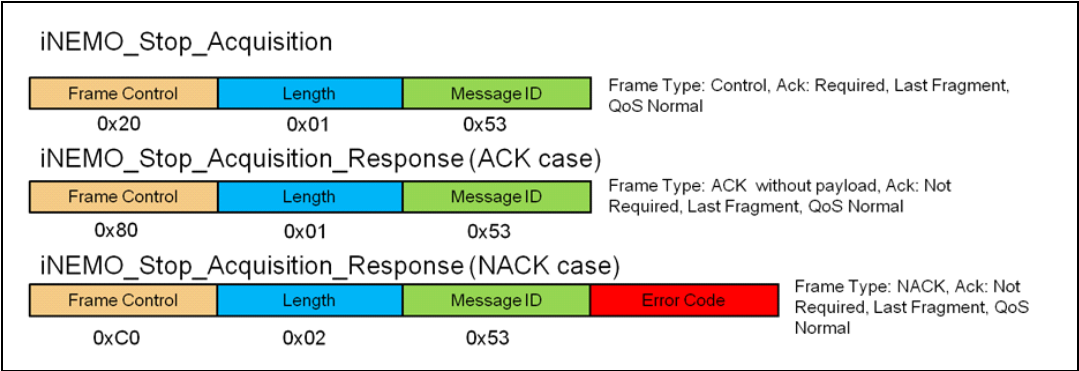 iNEMO_Stop_Acquisition
Frame Control Length Message ID
Frame Type: Control, Ack: Required, Last Fragment,
QoS Normal
0x20 0x01 0x53
iNEMO_Stop_Acquisition_Response (ACK case)
Frame Control Length Message ID
Frame Type: ACK without payload, Ack: Not
Required, Last Fragment, QoS Normal
0x80 0x01 0x53
iNEMO_Stop_Acquisition_Response (NACK case)
Frame Control Length Message ID Error Code
Frame Type: NACK, Ack: Not
Required, Last Fragment, QoS
Normal
0xC0 0x02 0x53